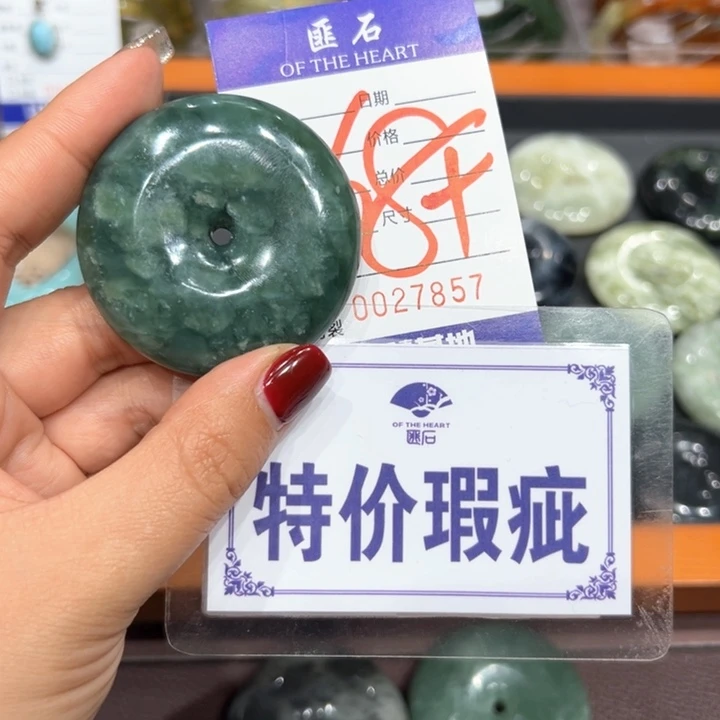 匪石
OF THE HEART
日期
价格
总价
尺寸
0027857
OF THE HEART
匪石
特价瑕疵